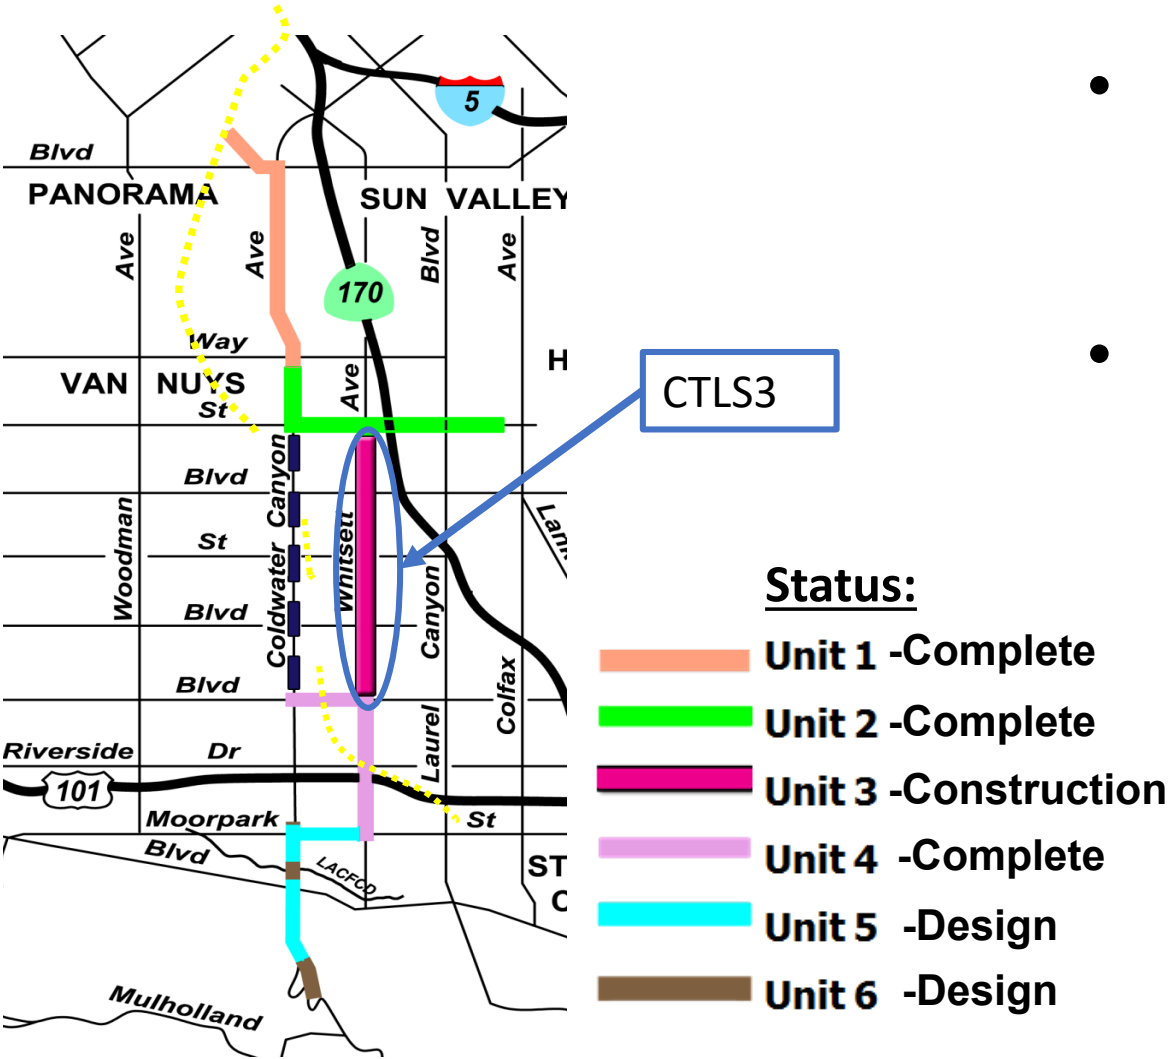 5
Blvd
PANORAMA
SUN VALLEY
Ave
Ave
Blvd
Ave
170
Way
H
VAN NUYS
Ave
CTLS3
St
Blvd
Coldwater Canyon
Woodman
St
Whitsett
Blvd
Canyon
Blvd
Colfax
Laurel
Riverside Dr
101
Moorpark St
Blvd
LACFCD
ST
Mulholland
Status:
Unit 1 -Complete
Unit 2 -Complete
Unit 3 -Construction
Unit 4 -Complete
Unit 5 -Design
Unit 6 -Design